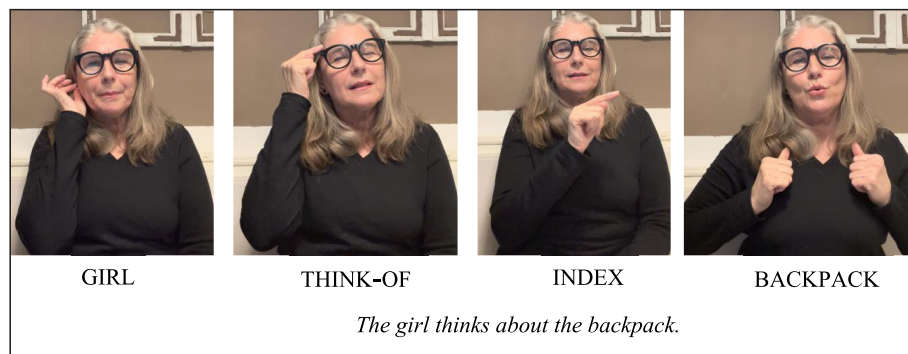 GIRL THINK-OF INDEX BACKPACK
The girl thinks about the backpack.